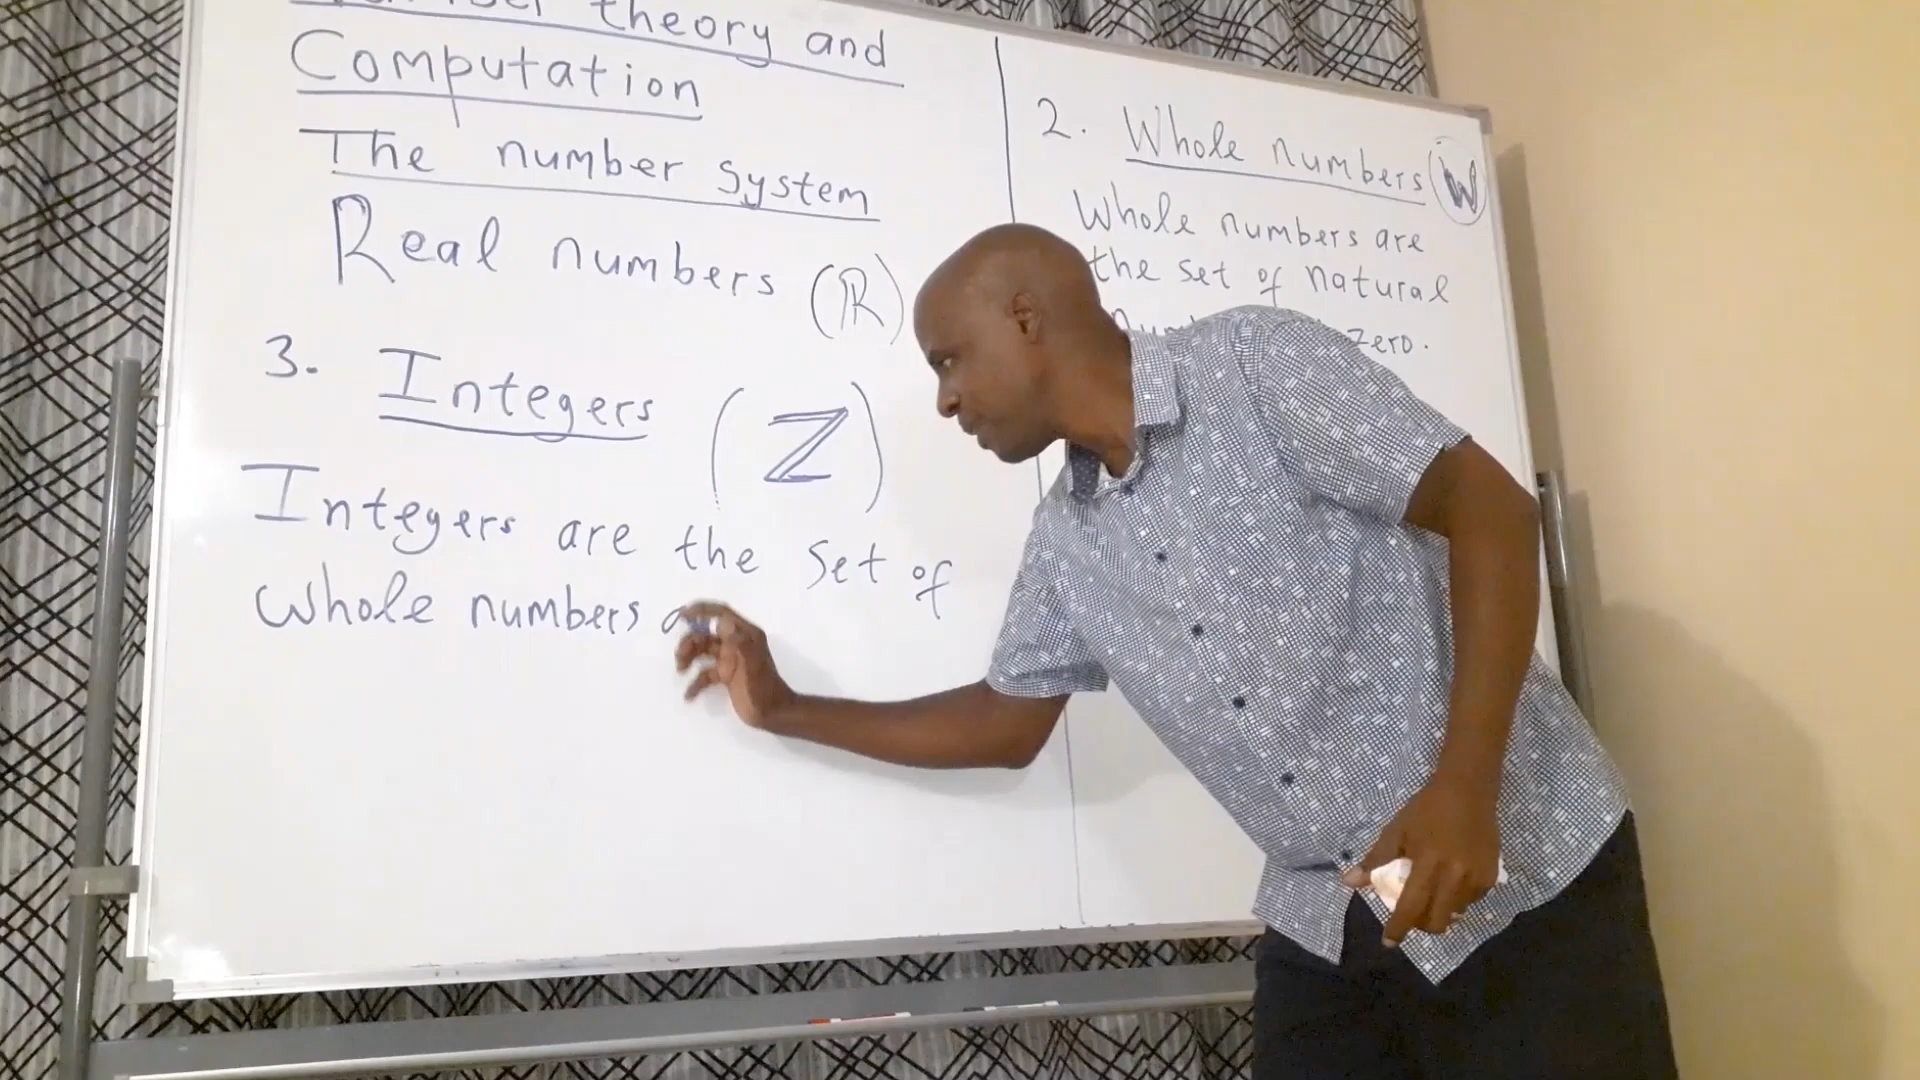 theory and
Computation
The number system
Real numbers (ℝ)
3. Integers (ℤ)
Integers are the set of
whole numbers a
2. Whole numbers W
Whole numbers are
the set of natural
zero.